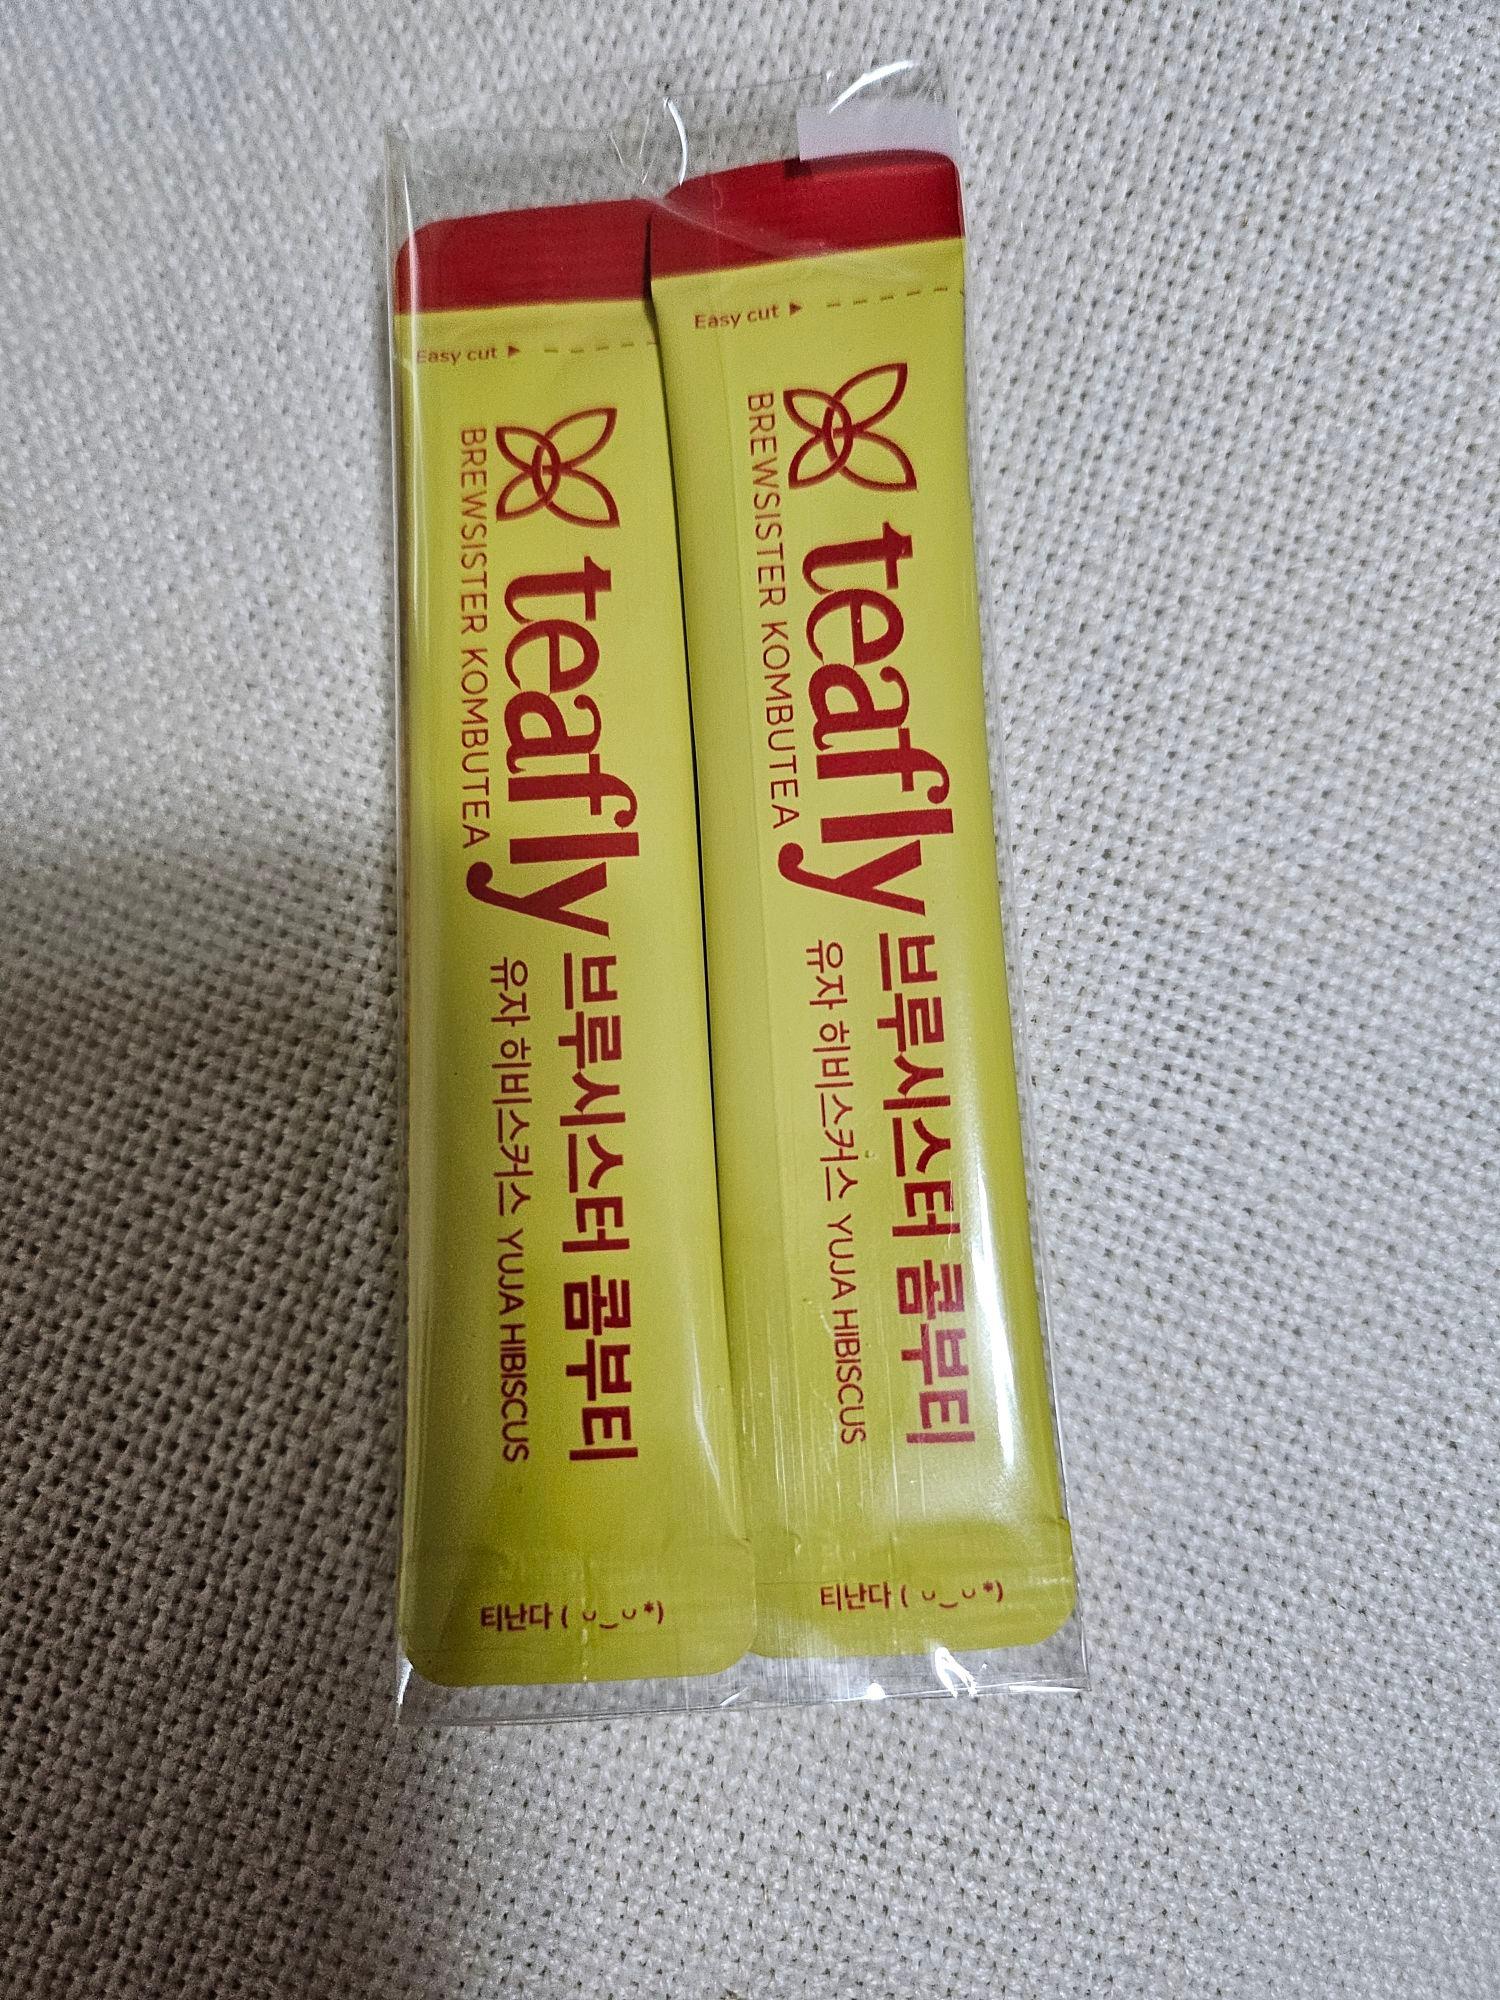 Easy cut
teafly
BREWSISTER KOMBUTEA
브루시스터 콤부티
유자 히비스커스 YUJA HIBISCUS
티난다 ( ᵕ‿ᵕ *)
Easy cut
teafly
BREWSISTER KOMBUTEA
브루시스터 콤부티
유자 히비스커스 YUJA HIBISCUS
티난다 ( ᵕ‿ᵕ *)